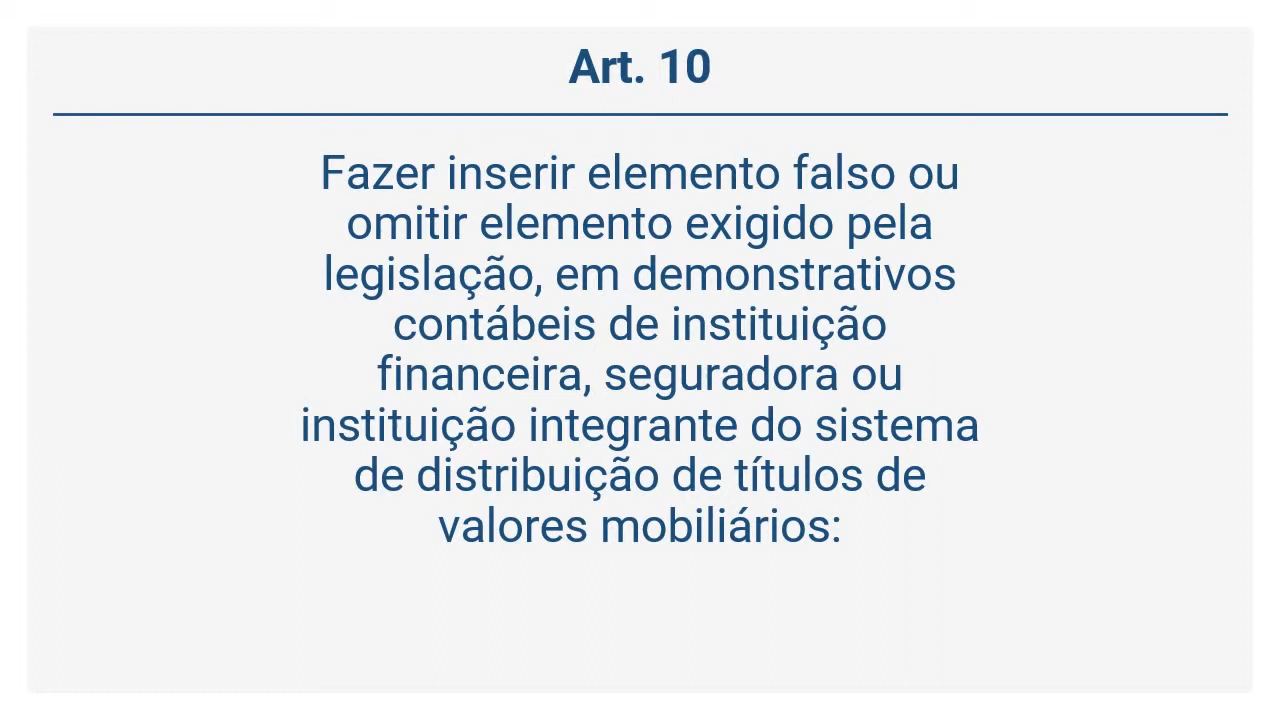 Art. 10
Fazer inserir elemento falso ou
omitir elemento exigido pela
legislação, em demonstrativos
contábeis de instituição
financeira, seguradora ou
instituição integrante do sistema
de distribuição de títulos de
valores mobiliários: